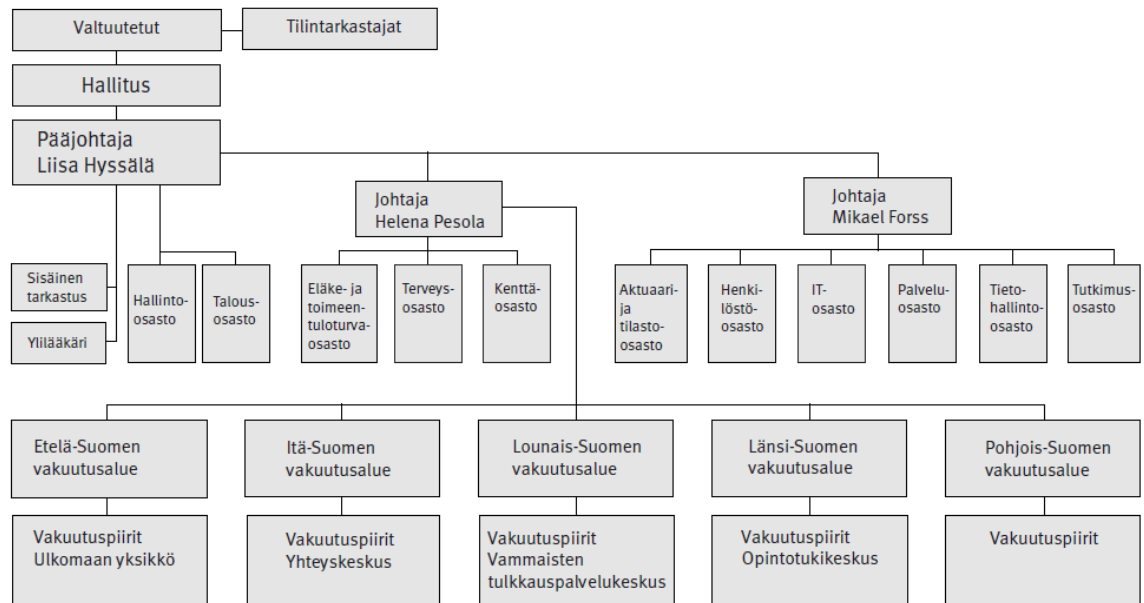 Valtuutetut
Tilintarkastajat
Hallitus
Pääjohtaja
Liisa Hyssälä
Johtaja
Helena Pesola
Johtaja
Mikael Forss
Sisäinen
tarkastus
Ylilääkäri
Hallinto-
osasto
Talous-
osasto
Eläke- ja
toimeen-
tuloturva-
osasto
Terveys-
osasto
Kenttä-
osasto
Aktuaari-
ja
tilasto-
osasto
Henki-
löstö-
osasto
IT-
osasto
Palvelu-
osasto
Tieto-
hallinto-
osasto
Tutkimus-
osasto
Etelä-Suomen
vakuutusalue
Itä-Suomen
vakuutusalue
Lounais-Suomen
vakuutusalue
Länsi-Suomen
vakuutusalue
Pohjois-Suomen
vakuutusalue
Vakuutuspiirit
Ulkomaan yksikkö
Vakuutuspiirit
Yhteyskeskus
Vakuutuspiirit
Vammaisten
tulkkauspalvelukeskus
Vakuutuspiirit
Opintotukikeskus
Vakuutuspiirit